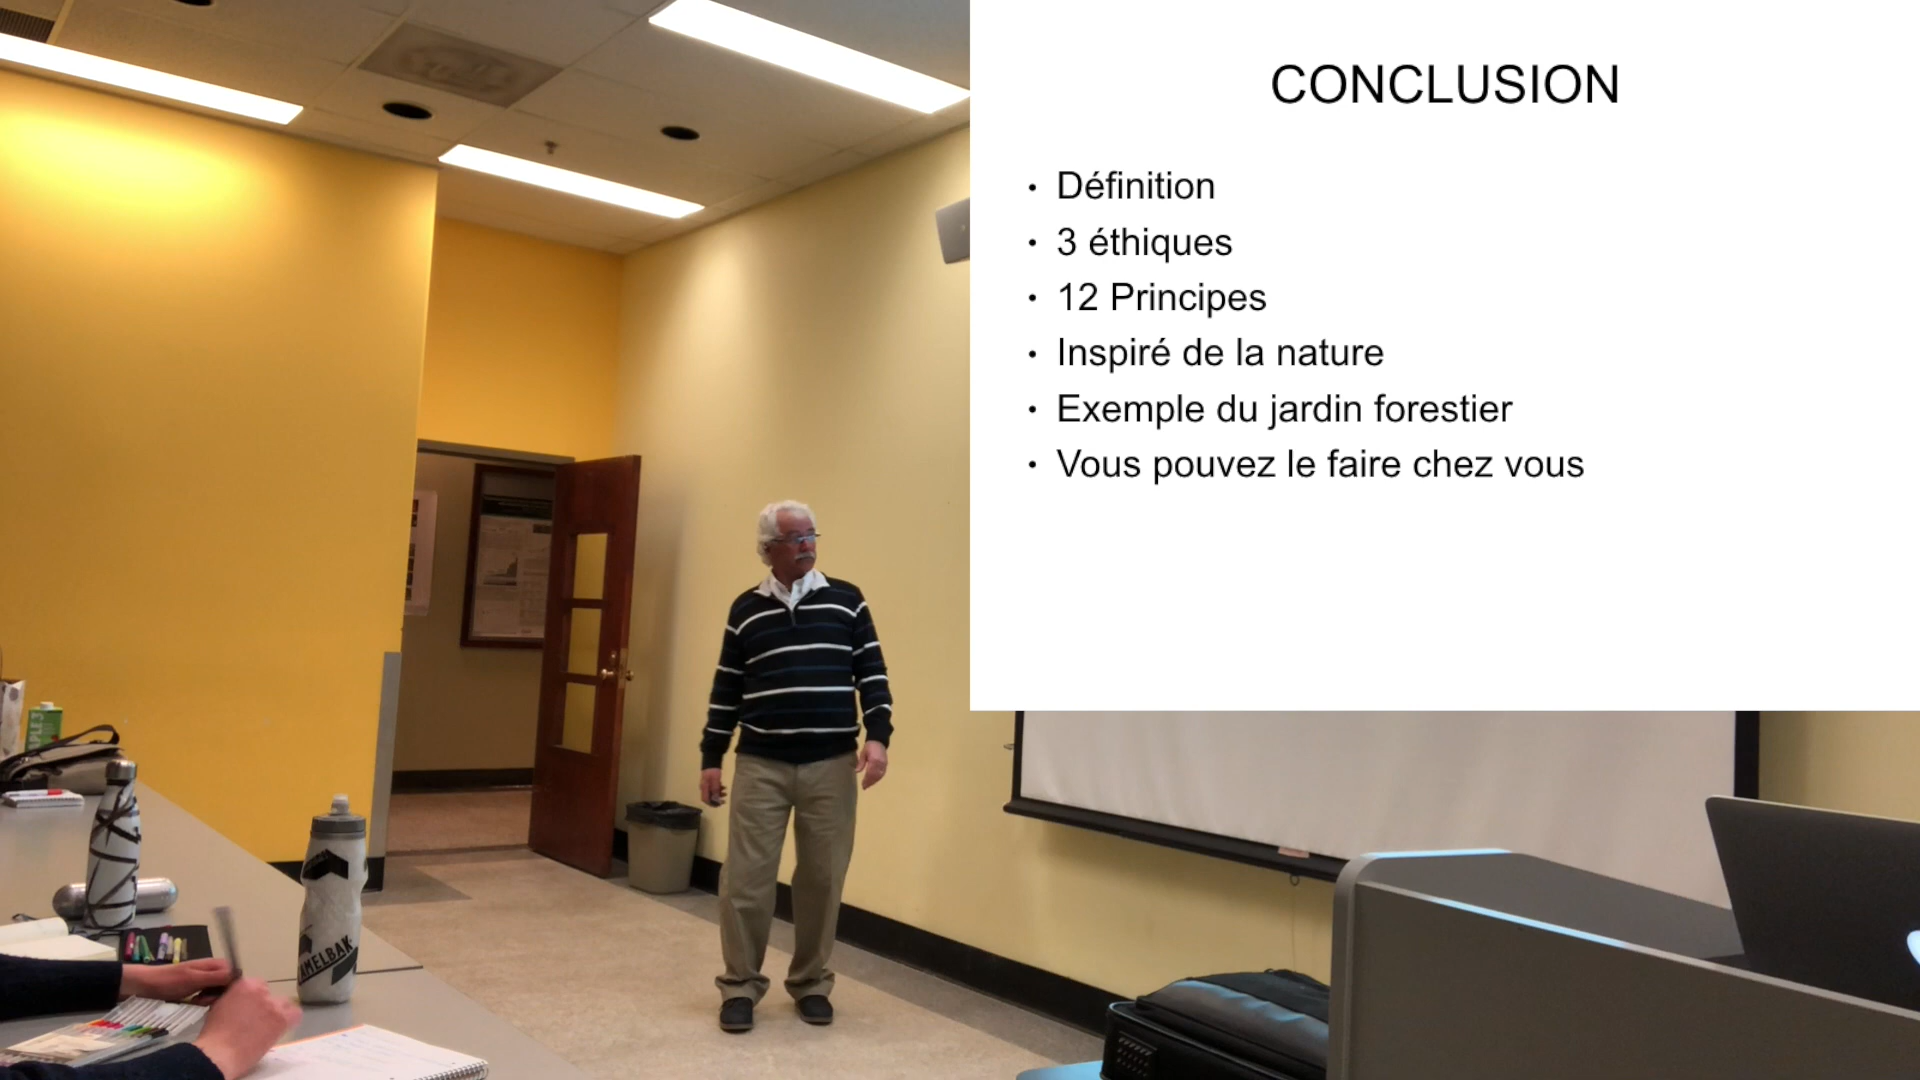 CONCLUSION
• Définition
• 3 éthiques
• 12 Principes
• Inspiré de la nature
• Exemple du jardin forestier
• Vous pouvez le faire chez vous
CAMELBAK